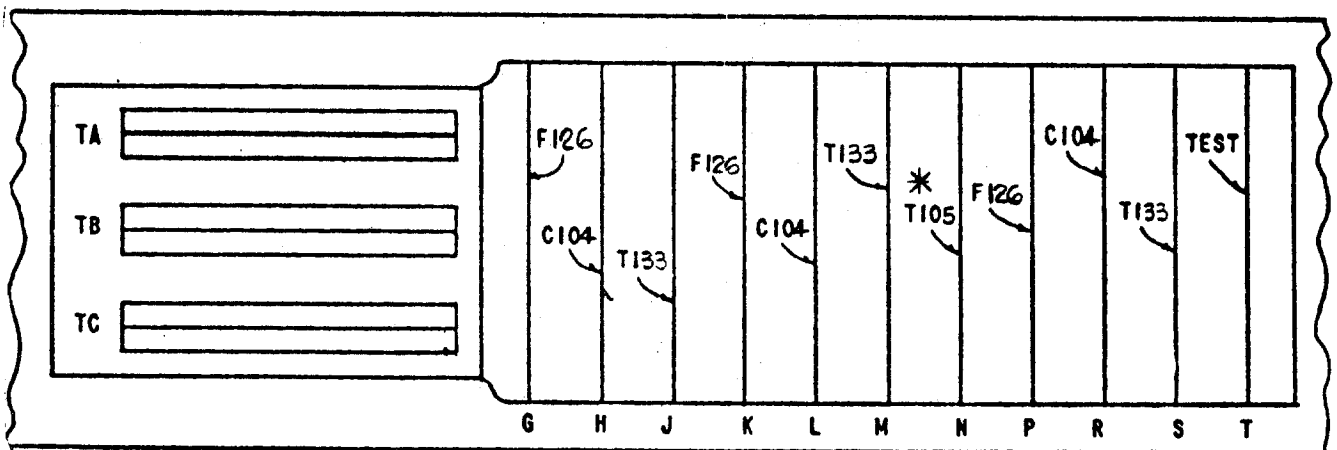 TA
TB
TC
F126
C104
T133
F126
C104
T133
*
T105
F126
C104
T133
TEST
G H J K L M N P R S T